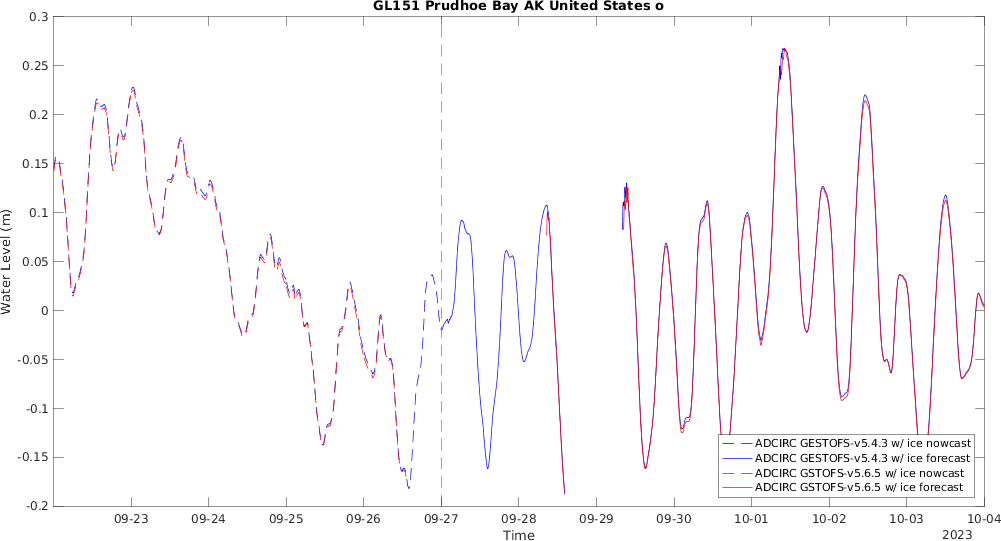 GL151 Prudhoe Bay AK United States o
0.3
0.25
0.2
0.15
0.1
0.05
0
-0.05
-0.1
-0.15
-0.2
Water Level (m)
ADCIRC GESTOFS-v5.4.3 w/ ice nowcast
ADCIRC GESTOFS-v5.4.3 w/ ice forecast
ADCIRC GSTOFS-v5.6.5 w/ ice nowcast
ADCIRC GSTOFS-v5.6.5 w/ ice forecast
09-23 09-24 09-25 09-26 09-27 09-28 09-29 09-30 10-01 10-02 10-03 10-04
Time
2023